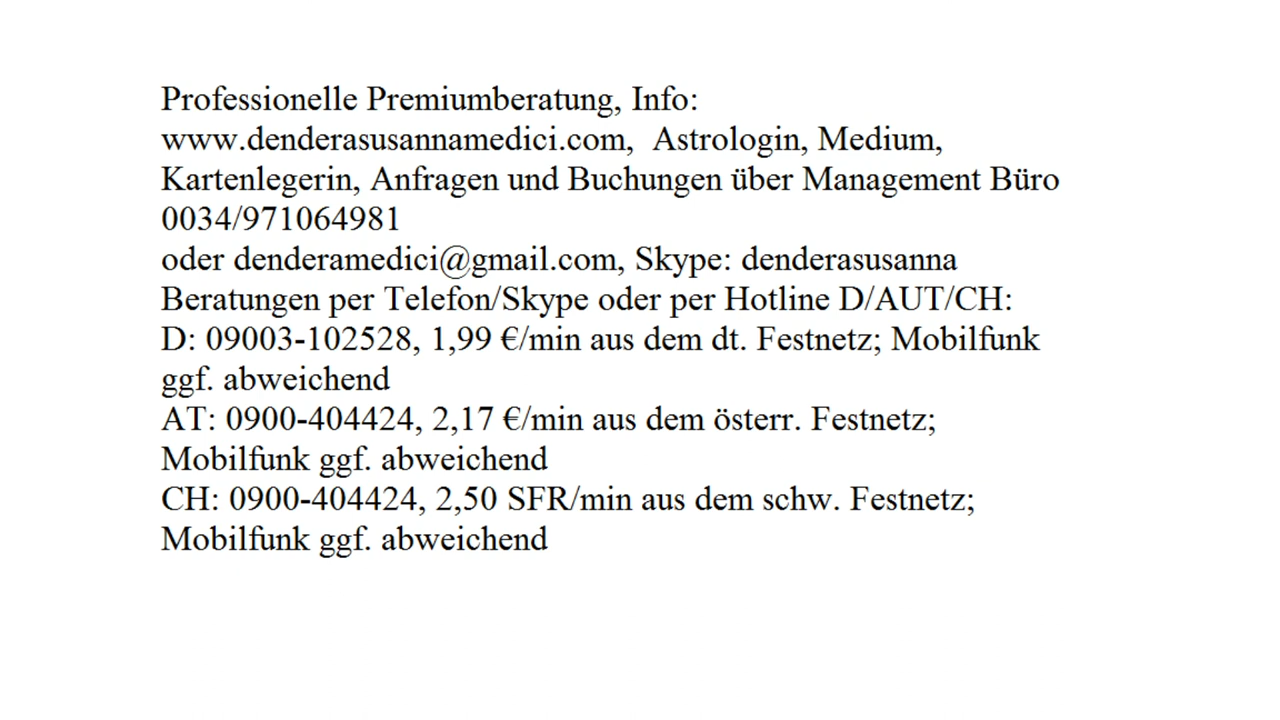 Professionelle Premiumberatung, Info:
www.denderasusannamedici.com,  Astrologin, Medium,
Kartenlegerin, Anfragen und Buchungen über Management Büro
0034/971064981
oder denderamedici@gmail.com, Skype: denderasusanna
Beratungen per Telefon/Skype oder per Hotline D/AUT/CH:
D: 09003-102528, 1,99 €/min aus dem dt. Festnetz; Mobilfunk
ggf. abweichend
AT: 0900-404424, 2,17 €/min aus dem österr. Festnetz;
Mobilfunk ggf. abweichend
CH: 0900-404424, 2,50 SFR/min aus dem schw. Festnetz;
Mobilfunk ggf. abweichend